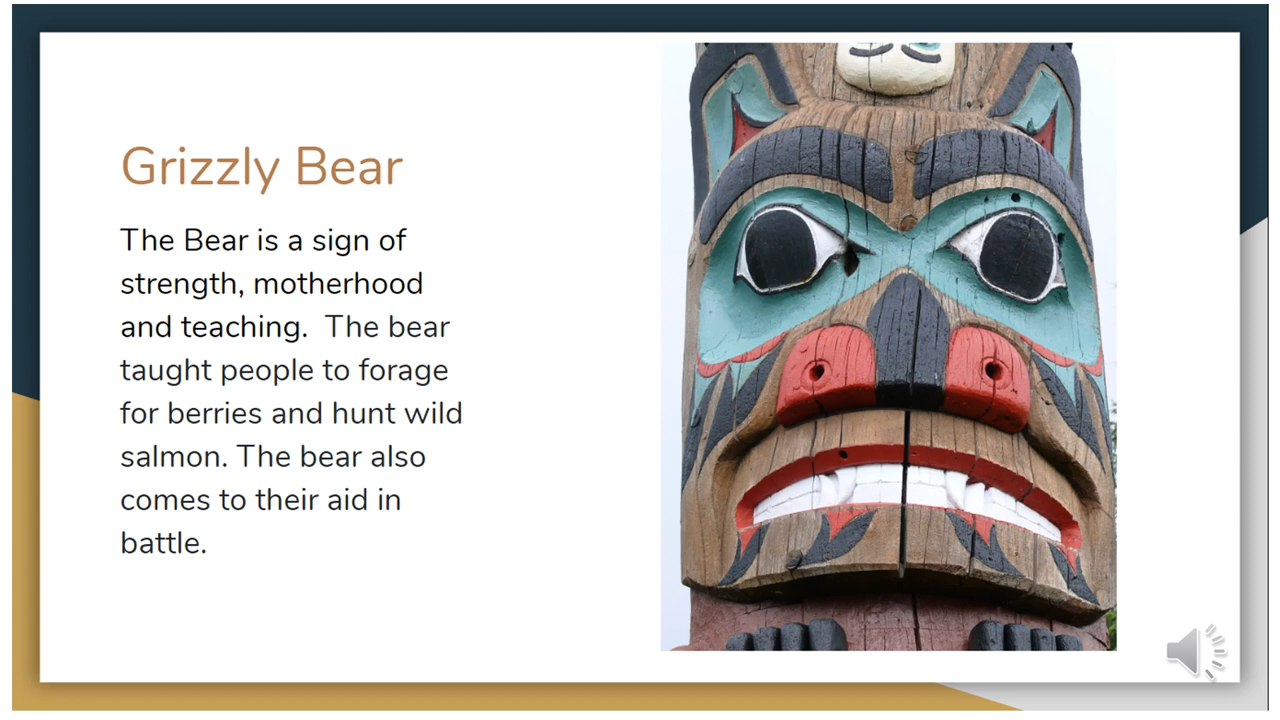 Grizzly Bear
The Bear is a sign of
strength, motherhood
and teaching.  The bear
taught people to forage
for berries and hunt wild
salmon. The bear also
comes to their aid in
battle.